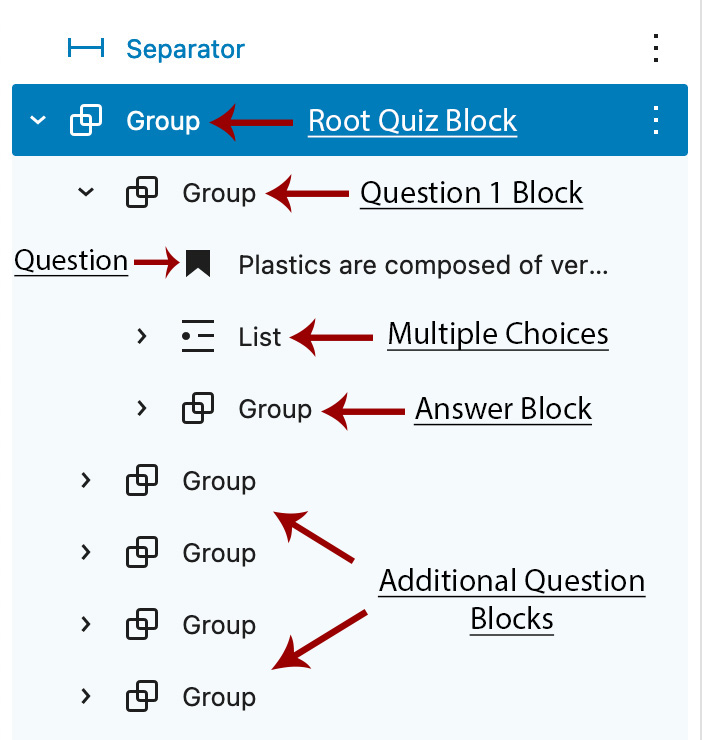 Separator
Group Root Quiz Block
Group Question 1 Block
Question Plastics are composed of ver...
List Multiple Choices
Group Answer Block
Group
Group
Additional Question
Group Blocks
Group